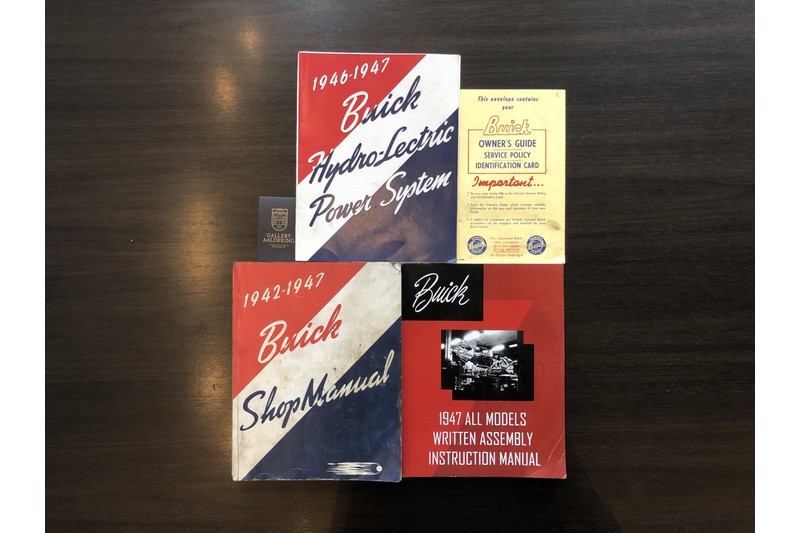 1946-1947
Buick
Hydro-Lectric
Power System
This envelope contains
your
Buick
OWNER'S GUIDE
SERVICE POLICY
IDENTIFICATION CARD
Important...
GALLERY
AALDERING
1942-1947
Buick
Shop Manual
Buick
1947 ALL MODELS
WRITTEN ASSEMBLY
INSTRUCTION MANUAL